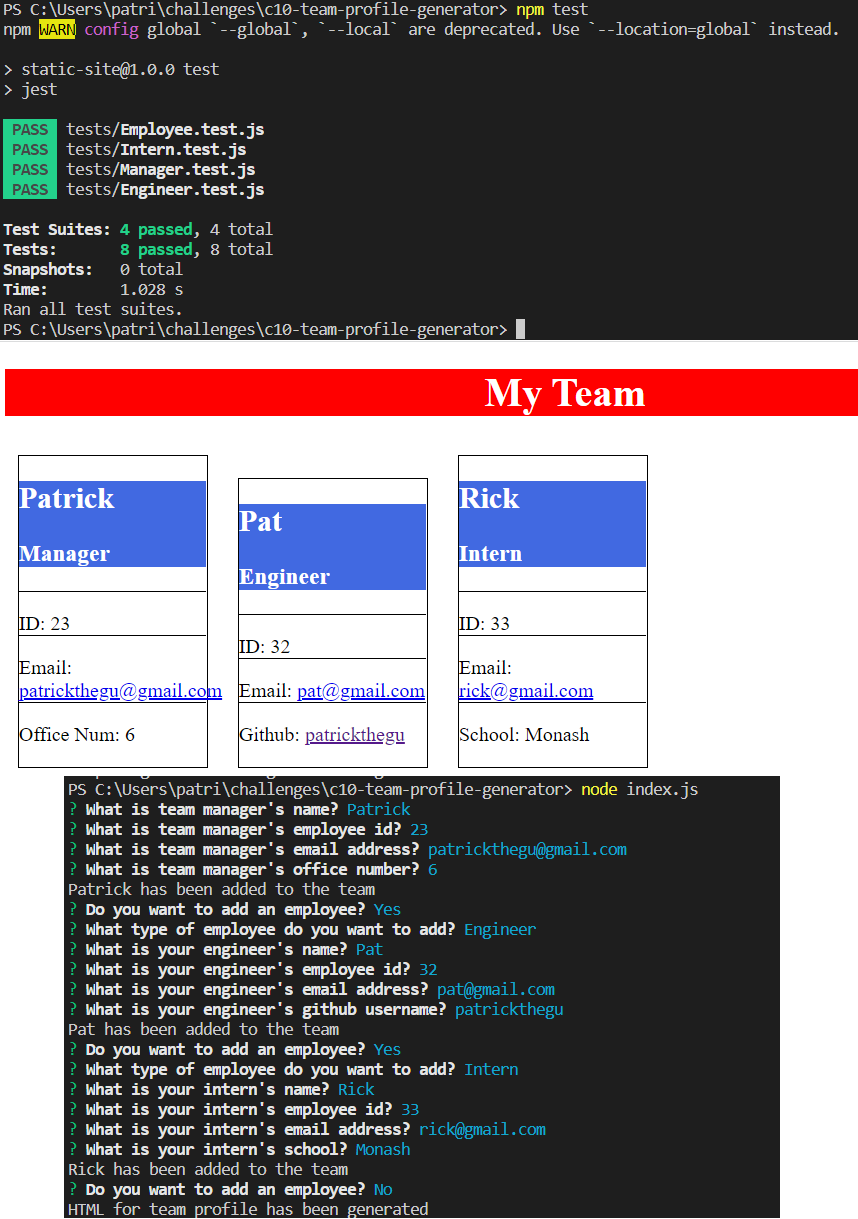 PS C:\Users\patri\challenges\c10-team-profile-generator> npm test
npm WARN config global `--global`, `--local` are deprecated. Use `--location=global` instead.
> static-site@1.0.0 test
> jest
PASS tests/Employee.test.js
PASS tests/Intern.test.js
PASS tests/Manager.test.js
PASS tests/Engineer.test.js
Test Suites: 4 passed, 4 total
Tests: 8 passed, 8 total
Snapshots: 0 total
Time: 1.028 s
Ran all test suites.
PS C:\Users\patri\challenges\c10-team-profile-generator>
My Team
Patrick
Manager
ID: 23
Email:
patrickthegu@gmail.com
Office Num: 6
Pat
Engineer
ID: 32
Email: pat@gmail.com
Github: patrickthegu
Rick
Intern
ID: 33
Email:
rick@gmail.com
School: Monash
PS C:\Users\patri\challenges\c10-team-profile-generator> node index.js
? What is team manager's name? Patrick
? What is team manager's employee id? 23
? What is team manager's email address? patrickthegu@gmail.com
? What is team manager's office number? 6
Patrick has been added to the team
? Do you want to add an employee? Yes
? What type of employee do you want to add? Engineer
? What is your engineer's name? Pat
? What is your engineer's employee id? 32
? What is your engineer's email address? pat@gmail.com
? What is your engineer's github username? patrickthegu
Pat has been added to the team
? Do you want to add an employee? Yes
? What type of employee do you want to add? Intern
? What is your intern's name? Rick
? What is your intern's employee id? 33
? What is your intern's email address? rick@gmail.com
? What is your intern's school? Monash
Rick has been added to the team
? Do you want to add an employee? No
HTML for team profile has been generated